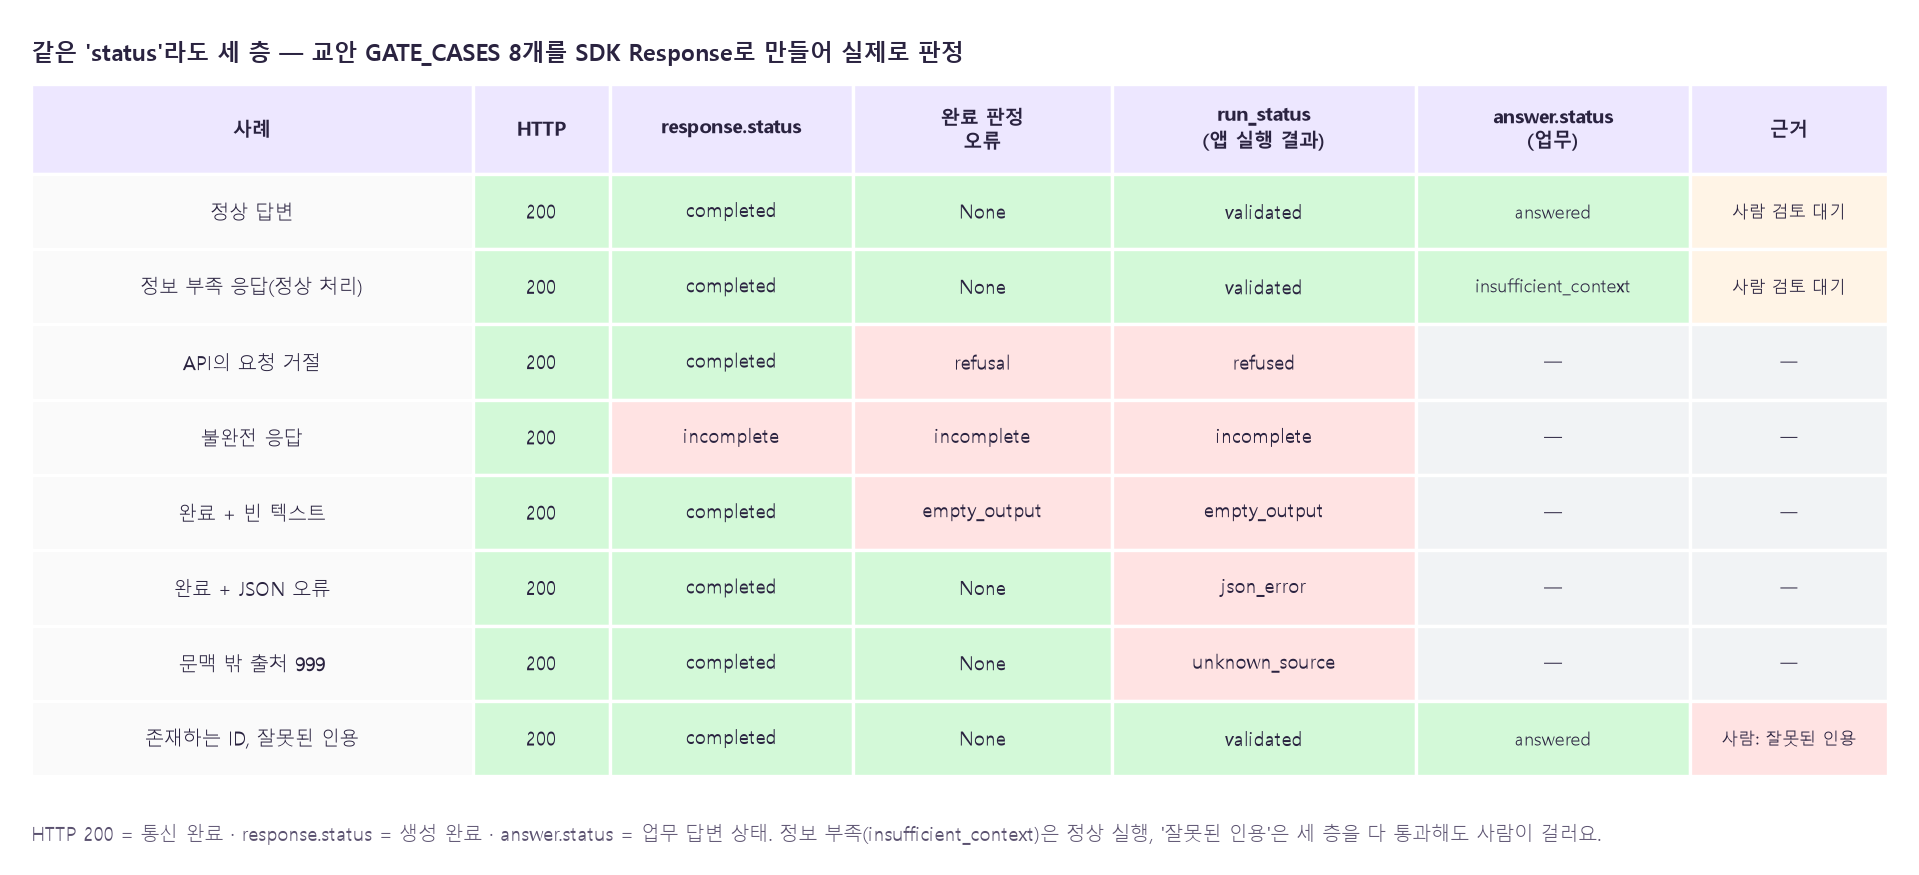 같은 'status'라도 세 층 — 교안 GATE_CASES 8개를 SDK Response로 만들어 실제로 판정
사례 HTTP response.status 완료 판정 오류 run_status (앱 실행 결과) answer.status (업무) 근거
정상 답변 200 completed None validated answered 사람 검토 대기
정보 부족 응답(정상 처리) 200 completed None validated insufficient_context 사람 검토 대기
API의 요청 거절 200 completed refusal refused — —
불완전 응답 200 incomplete incomplete incomplete — —
완료 + 빈 텍스트 200 completed empty_output empty_output — —
완료 + JSON 오류 200 completed None json_error — —
문맥 밖 출처 999 200 completed None unknown_source — —
존재하는 ID, 잘못된 인용 200 completed None validated answered 사람: 잘못된 인용
HTTP 200 = 통신 완료 · response.status = 생성 완료 · answer.status = 업무 답변 상태. 정보 부족(insufficient_context)은 정상 실행, '잘못된 인용'은 세 층을 다 통과해도 사람이 걸러요.